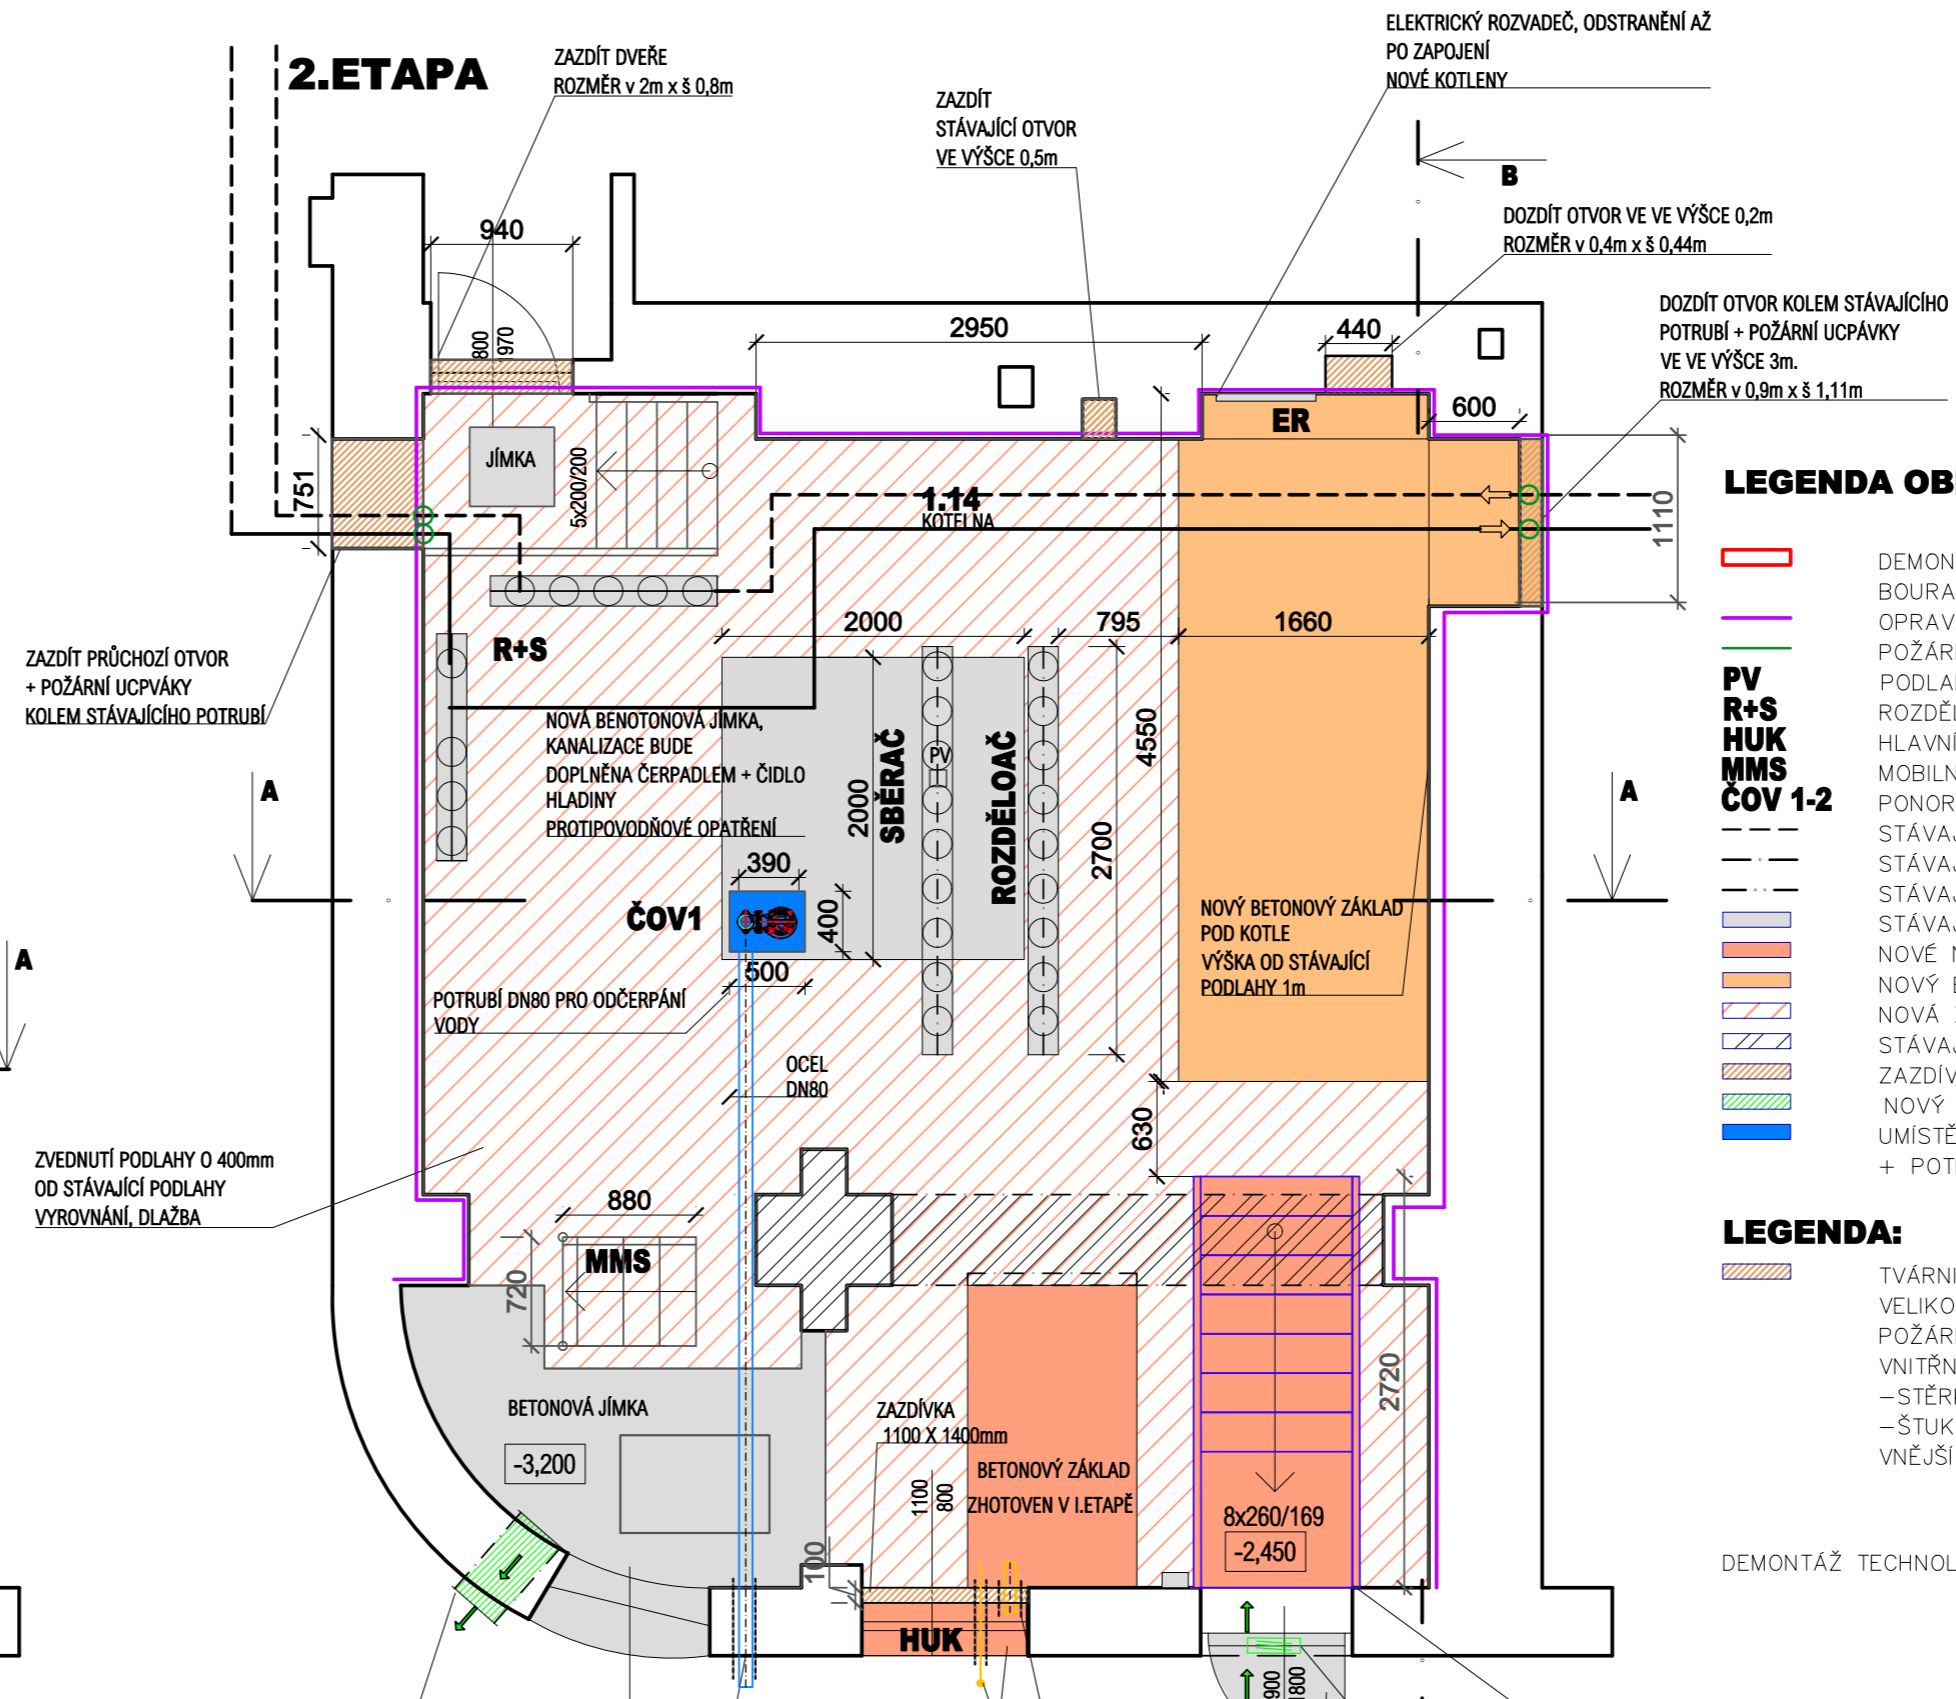 2.ETAPA
ZAZDÍT DVEŘE
ROZMĚR v 2m x š 0,8m
ZAZDÍT
STÁVAJÍCÍ OTVOR
VE VÝŠCE 0,5m
ELEKTRICKÝ ROZVADEČ, ODSTRANĚNÍ AŽ
PO ZAPOJENÍ
NOVÉ KOTLENY
B
DOZDÍT OTVOR VE VE VÝŠCE 0,2m
ROZMĚR v 0,4m x š 0,44m
DOZDÍT OTVOR KOLEM STÁVAJÍCÍHO
POTRUBÍ + POŽÁRNÍ UCPÁVKY
VE VE VÝŠCE 3m.
ROZMĚR v 0,9m x š 1,11m
940
800
1970
2950
440
600
ER
751
JÍMKA
5x200/200
1.14
KOTELNA
1110
R+S
2000
795
1660
ZAZDÍT PRŮCHOZÍ OTVOR
+ POŽÁRNÍ UCPVÁKY
KOLEM STÁVAJÍCÍHO POTRUBÍ
NOVÁ BENOTONOVÁ JÍMKA,
KANALIZACE BUDE
DOPLNĚNA ČERPADLEM + ČIDLO
HLADINY
PROTIPOVODŇOVÉ OPATŘENÍ
2000
SBĚRAČ
PV
ROZDĚLOAČ
2700
4550
A
A
A
390
400
ČOV1
500
NOVÝ BETONOVÝ ZÁKLAD
POD KOTLE
VÝŠKA OD STÁVAJÍCÍ
PODLAHY 1m
POTRUBÍ DN80 PRO ODČERPÁNÍ
VODY
OCEL
DN80
630
ZVEDNUTÍ PODLAHY O 400mm
OD STÁVAJÍCÍ PODLAHY
VYROVNÁNÍ, DLAŽBA
880
MMS
720
2720
BETONOVÁ JÍMKA
-3,200
ZAZDÍVKA
1100 X 1400mm
1100
800
BETONOVÝ ZÁKLAD
ZHOTOVEN V I.ETAPĚ
8x260/169
-2,450
100
HUK
900
1800
LEGENDA OB
DEMON
BOURA
OPRAV
POŽÁR
PV PODLA
R+S ROZDĚL
HUK HLAVNÍ
MMS MOBILN
ČOV 1-2 PONOR
STÁVA
STÁVA
STÁVA
STÁVA
NOVÉ
NOVÝ
NOVÁ
STÁVA
ZAZDÍV
NOVÝ
UMÍSTĚ
+ POT
LEGENDA:
TVÁRNI
VELIKO
POŽÁR
VNITŘN
-STĚR
-ŠTUK
VNĚJŠÍ
DEMONTÁŽ TECHNOL